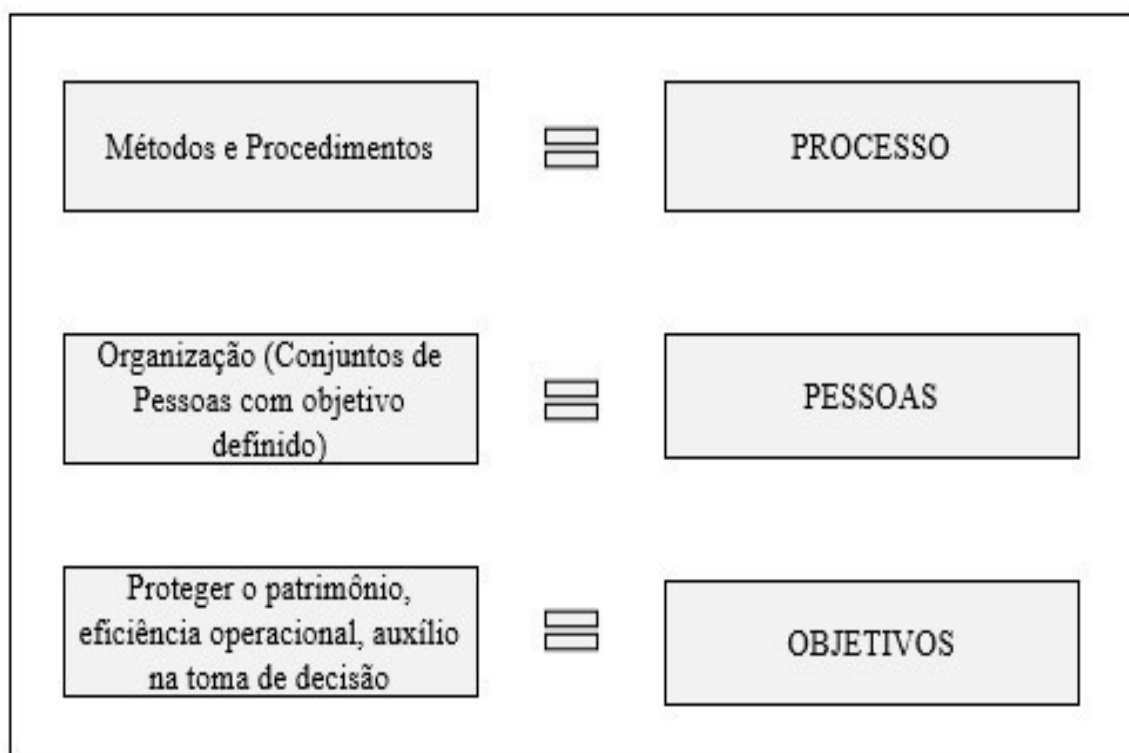 Métodos e Procedimentos
PROCESSO
Organização (Conjuntos de
Pessoas com objetivo
definido)
PESSOAS
Proteger o patrimônio,
eficiência operacional, auxílio
na toma de decisão
OBJETIVOS